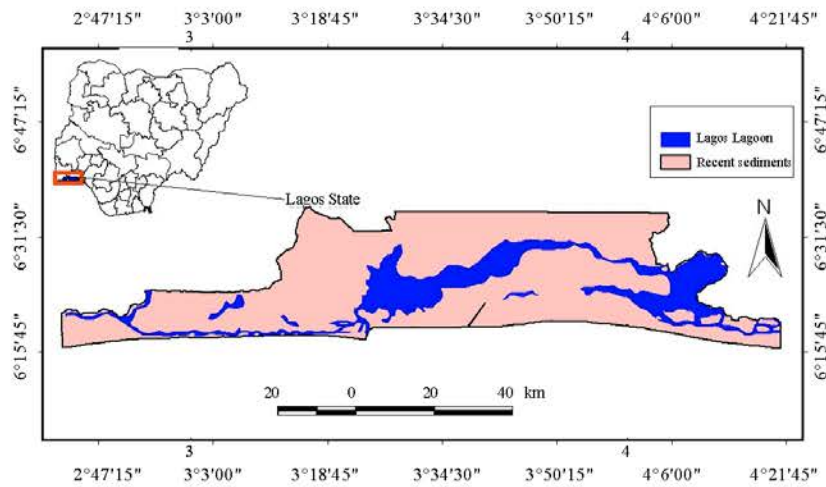 2°47'15" 3°3'00" 3°18'45" 3°34'30" 3°50'15" 4°6'00" 4°21'45"
3 4
6°47'15" 6°47'15"
Lagos Lagoon
Recent sediments
Lagos State
N
6°31'30" 6°31'30"
6°15'45" 6°15'45"
20 0 20 40 km
3 4
2°47'15" 3°3'00" 3°18'45" 3°34'30" 3°50'15" 4°6'00" 4°21'45"